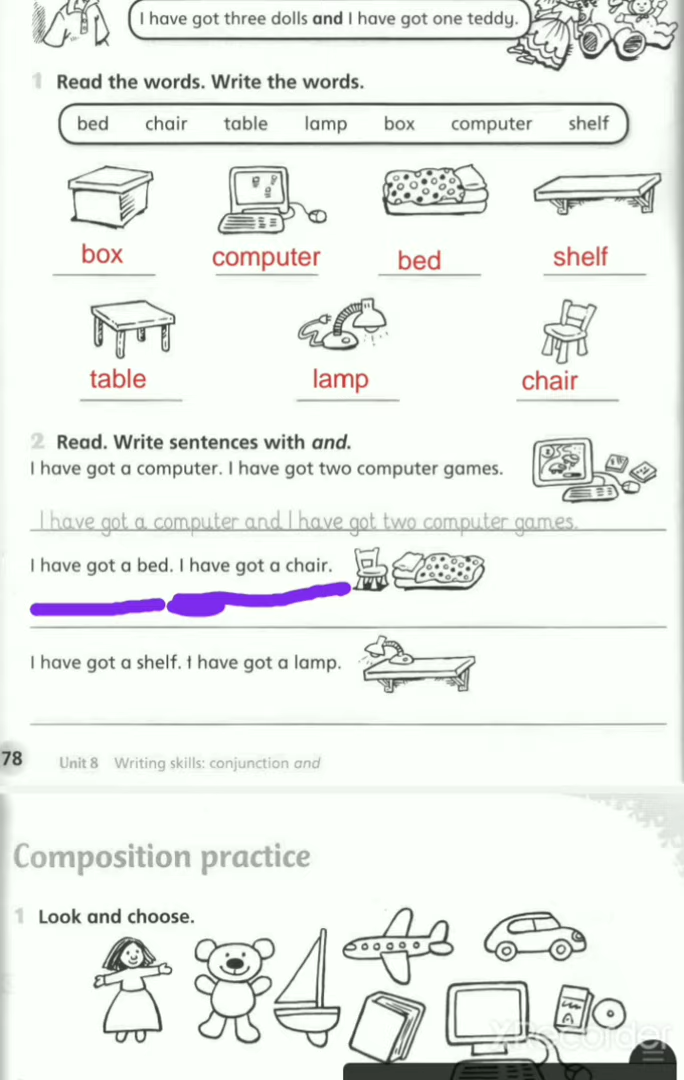 I have got three dolls and I have got one teddy.
1 Read the words. Write the words.
bed chair table lamp box computer shelf
box computer bed shelf
table lamp chair
2 Read. Write sentences with and.
I have got a computer. I have got two computer games.
I have got a computer and I have got two computer games.
I have got a bed. I have got a chair.
I have got a shelf. I have got a lamp.
78 Unit 8 Writing skills: conjunction and
Composition practice
1 Look and choose.
XRecorder